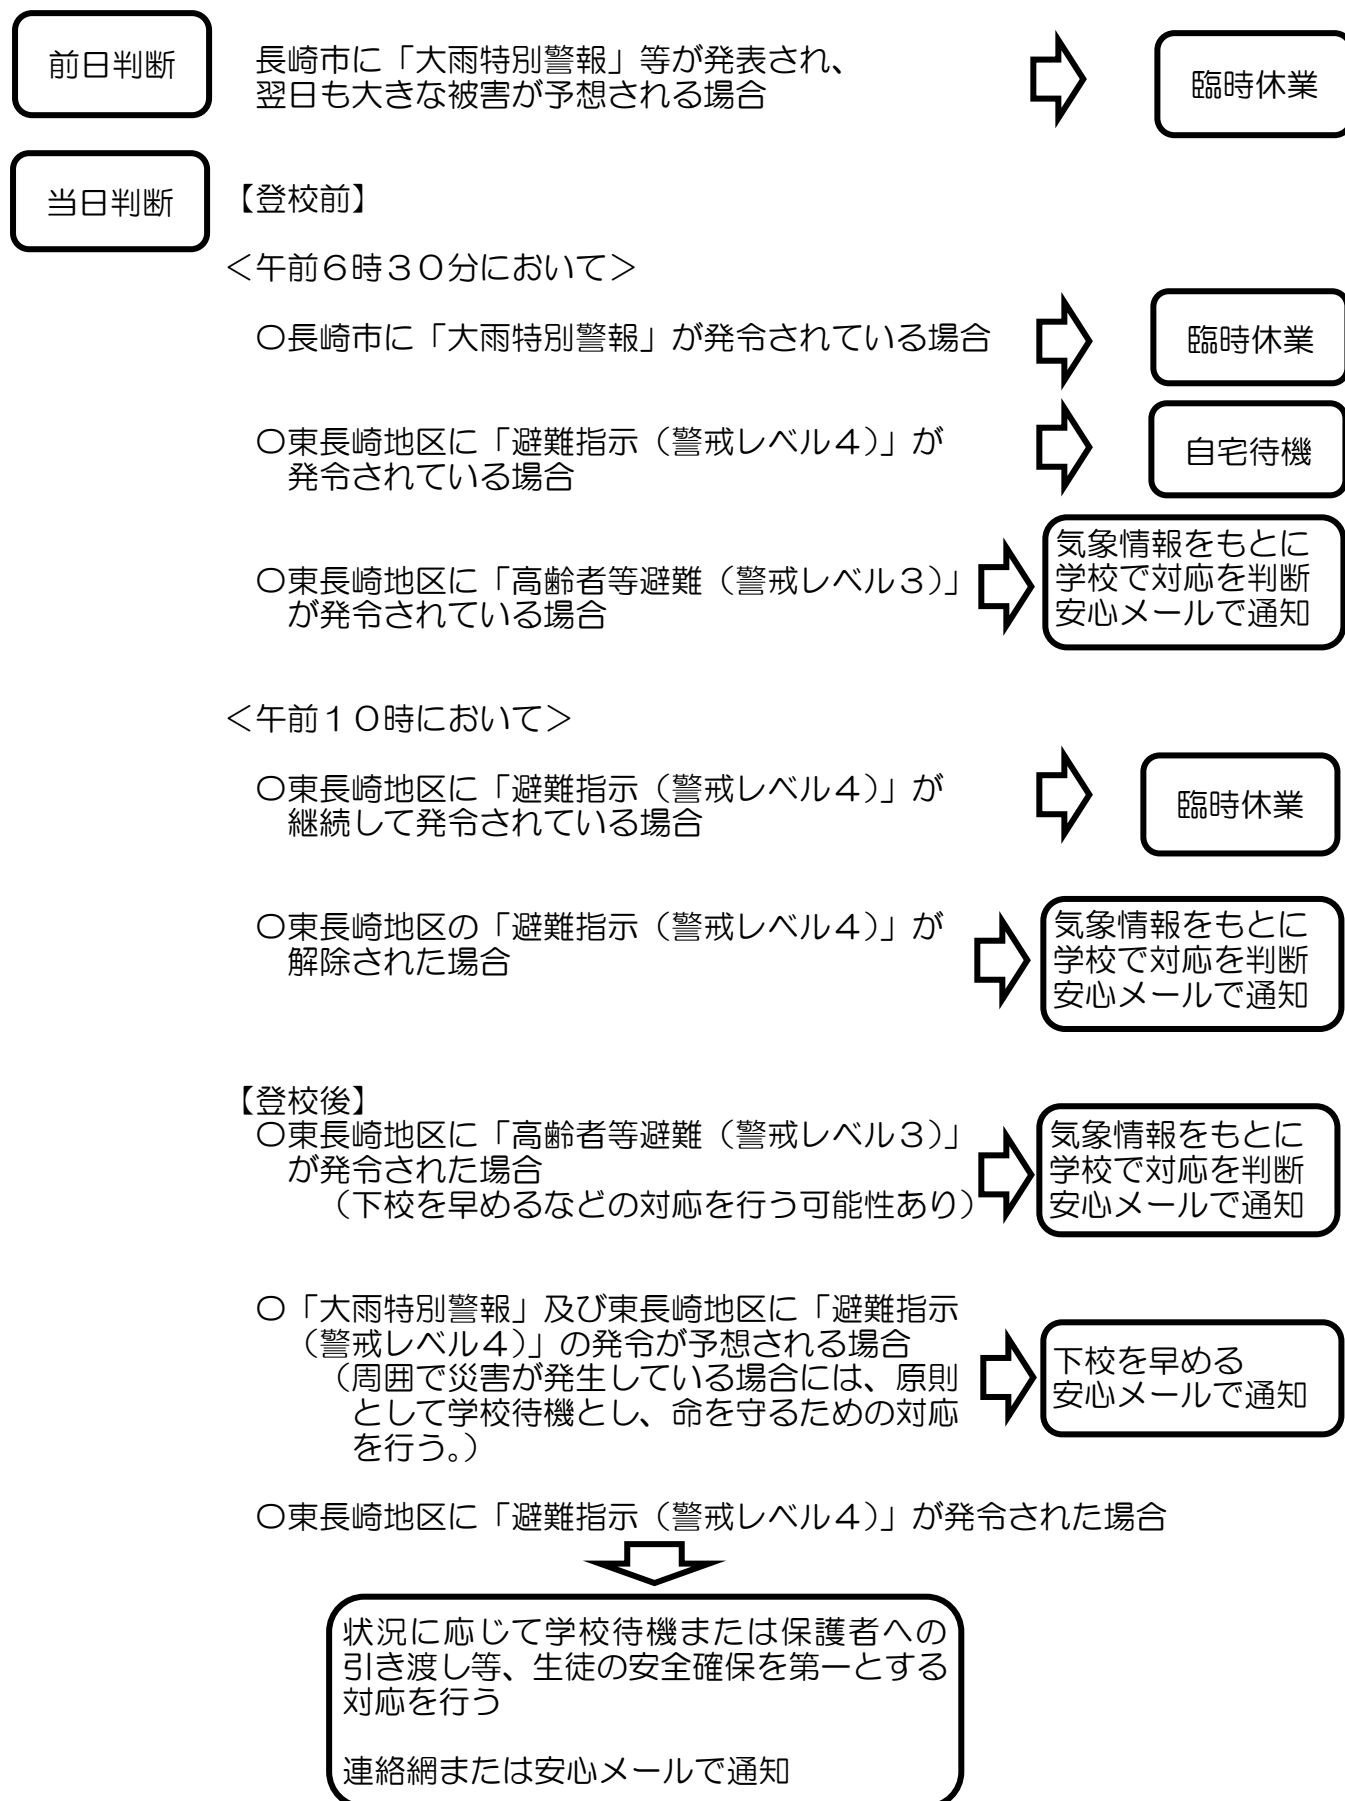 前日判断
長崎市に「大雨特別警報」等が発表され、
翌日も大きな被害が予想される場合
臨時休業
当日判断
【登校前】
＜午前６時３０分において＞
〇長崎市に「大雨特別警報」が発令されている場合
臨時休業
〇東長崎地区に「避難指示（警戒レベル４）」が
発令されている場合
自宅待機
〇東長崎地区に「高齢者等避難（警戒レベル３）」
が発令されている場合
気象情報をもとに
学校で対応を判断
安心メールで通知
＜午前１０時において＞
〇東長崎地区に「避難指示（警戒レベル４）」が
継続して発令されている場合
臨時休業
〇東長崎地区の「避難指示（警戒レベル４）」が
解除された場合
気象情報をもとに
学校で対応を判断
安心メールで通知
【登校後】
〇東長崎地区に「高齢者等避難（警戒レベル３）」
が発令された場合
（下校を早めるなどの対応を行う可能性あり）
気象情報をもとに
学校で対応を判断
安心メールで通知
〇「大雨特別警報」及び東長崎地区に「避難指示
（警戒レベル４）」の発令が予想される場合
（周囲で災害が発生している場合には、原則
として学校待機とし、命を守るための対応
を行う。）
下校を早める
安心メールで通知
〇東長崎地区に「避難指示（警戒レベル４）」が発令された場合
状況に応じて学校待機または保護者への
引き渡し等、生徒の安全確保を第一とする
対応を行う
連絡網または安心メールで通知